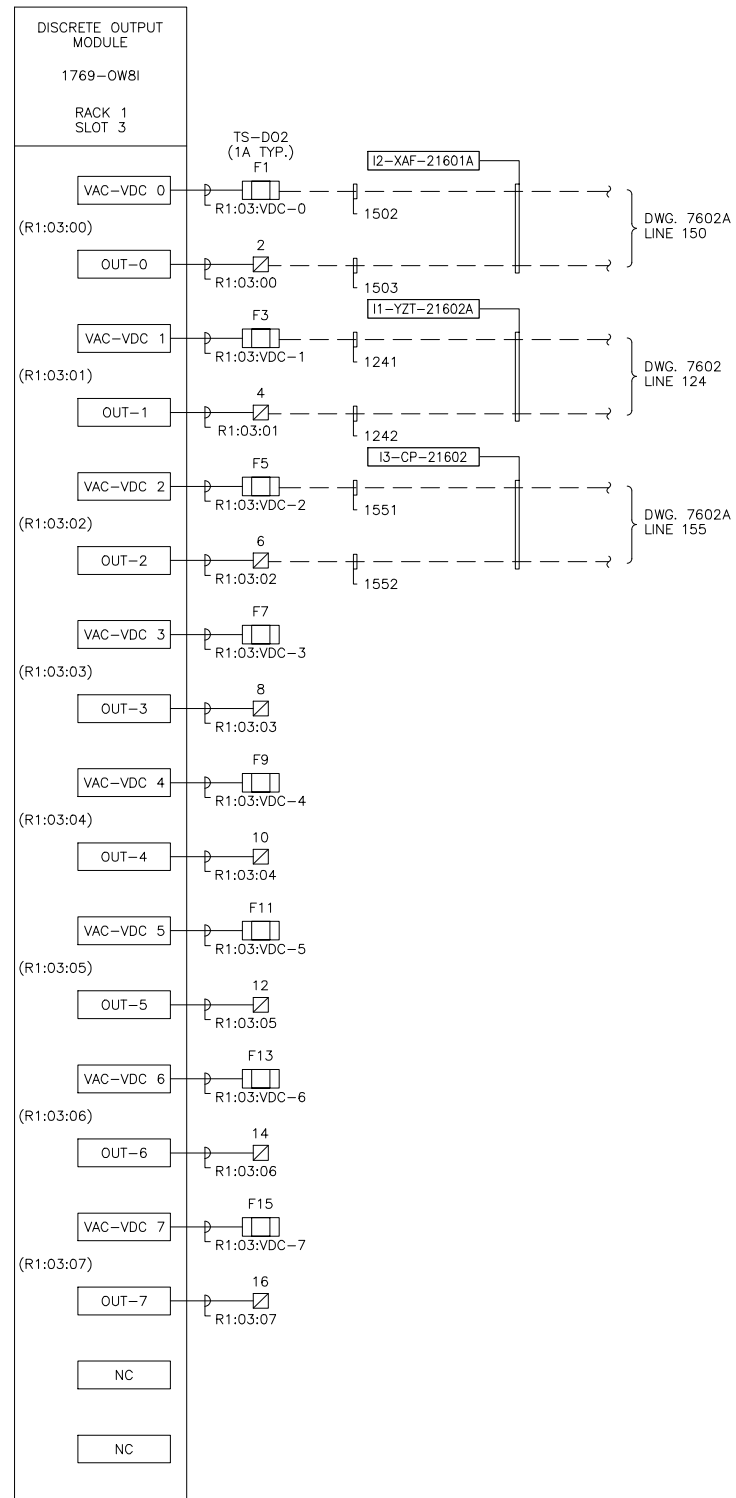 DISCRETE OUTPUT
MODULE
1769-OW8I
RACK 1
SLOT 3
TS-DO2
(1A TYP.)
F1
I2-XAF-21601A
VAC-VDC 0
R1:03:VDC-0
1502
(R1:03:00)
DWG. 7602A
LINE 150
2
OUT-0
R1:03:00
1503
F3
I1-YZT-21602A
VAC-VDC 1
R1:03:VDC-1
1241
(R1:03:01)
DWG. 7602
LINE 124
4
OUT-1
R1:03:01
1242
F5
I3-CP-21602
VAC-VDC 2
R1:03:VDC-2
1551
(R1:03:02)
DWG. 7602A
LINE 155
6
OUT-2
R1:03:02
1552
F7
VAC-VDC 3
R1:03:VDC-3
(R1:03:03)
8
OUT-3
R1:03:03
F9
VAC-VDC 4
R1:03:VDC-4
(R1:03:04)
10
OUT-4
R1:03:04
F11
VAC-VDC 5
R1:03:VDC-5
(R1:03:05)
12
OUT-5
R1:03:05
F13
VAC-VDC 6
R1:03:VDC-6
(R1:03:06)
14
OUT-6
R1:03:06
F15
VAC-VDC 7
R1:03:VDC-7
(R1:03:07)
16
OUT-7
R1:03:07
NC
NC